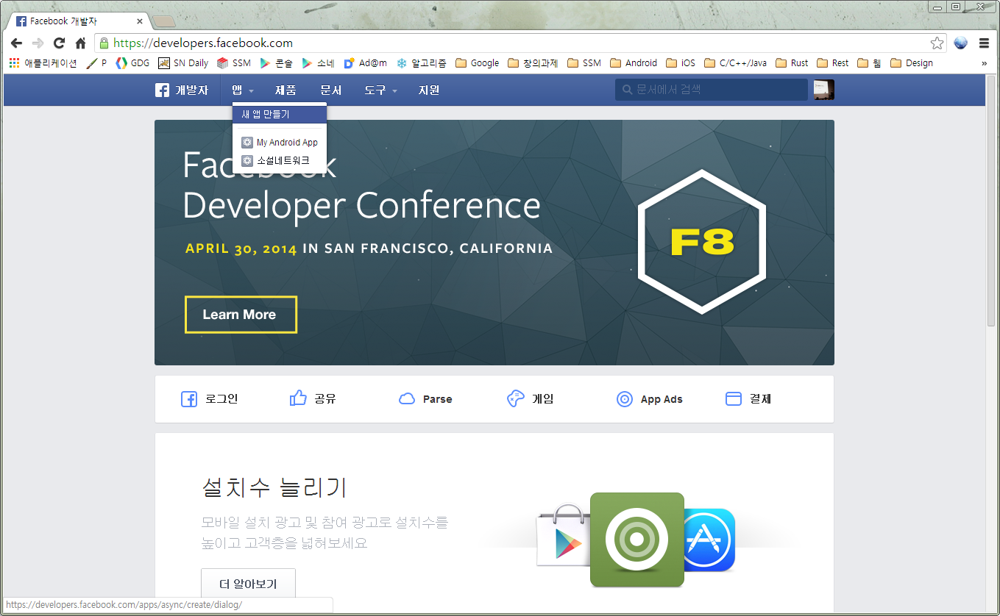 Facebook 개발자
https://developers.facebook.com
애플리케이션 P GDG SN Daily SSM 콘솔 소네 Ad@m 알고리즘 Google 창의과제 SSM Android iOS C/C++/Java Rust Rest 웹 Design »
개발자 앱 제품 문서 도구 지원 문서에서 검색
새 앱 만들기
My Android App
소설네트워크
Facebook
Developer Conference
APRIL 30, 2014 IN SAN FRANCISCO, CALIFORNIA
F8
Learn More
로그인 공유 Parse 게임 App Ads 결제
설치수 늘리기
모바일 설치 광고 및 참여 광고로 설치수를
높이고 고객층을 넓혀보세요
더 알아보기
https://developers.facebook.com/apps/async/create/dialog/